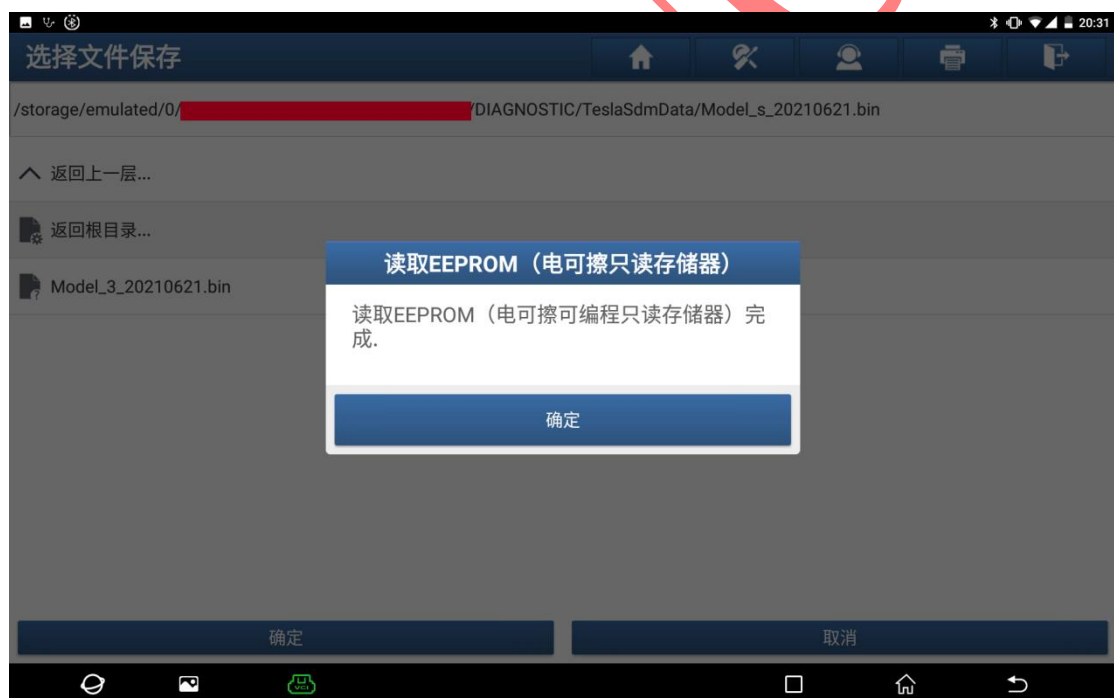 20:31
选择文件保存
/storage/emulated/0/
/DIAGNOSTIC/TeslaSdmData/Model_s_20210621.bin
返回上一层...
返回根目录...
Model_3_20210621.bin
读取EEPROM（电可擦只读存储器）
读取EEPROM（电可擦可编程只读存储器）完
成.
确定
确定
取消
VCI